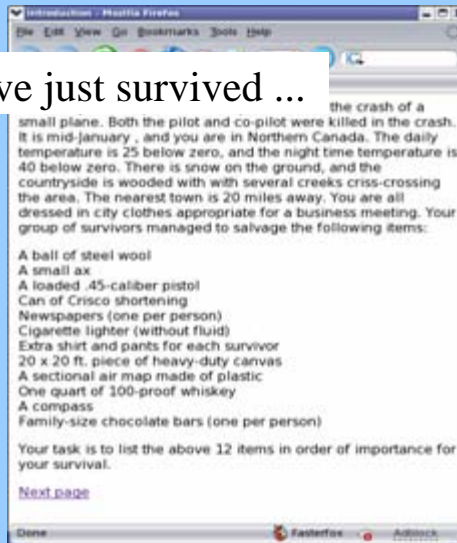 Introduction - Mozilla Firefox
File Edit View Go Bookmarks Tools Help
ve just survived ...
the crash of a
small plane. Both the pilot and co-pilot were killed in the crash.
It is mid-January , and you are in Northern Canada. The daily
temperature is 25 below zero, and the night time temperature is
40 below zero. There is snow on the ground, and the
countryside is wooded with with several creeks criss-crossing
the area. The nearest town is 20 miles away. You are all
dressed in city clothes appropriate for a business meeting. Your
group of survivors managed to salvage the following items:
A ball of steel wool
A small ax
A loaded .45-caliber pistol
Can of Crisco shortening
Newspapers (one per person)
Cigarette lighter (without fluid)
Extra shirt and pants for each survivor
20 x 20 ft. piece of heavy-duty canvas
A sectional air map made of plastic
One quart of 100-proof whiskey
A compass
Family-size chocolate bars (one per person)
Your task is to list the above 12 items in order of importance for
your survival.
Next page
Done Fasterfox Adblock